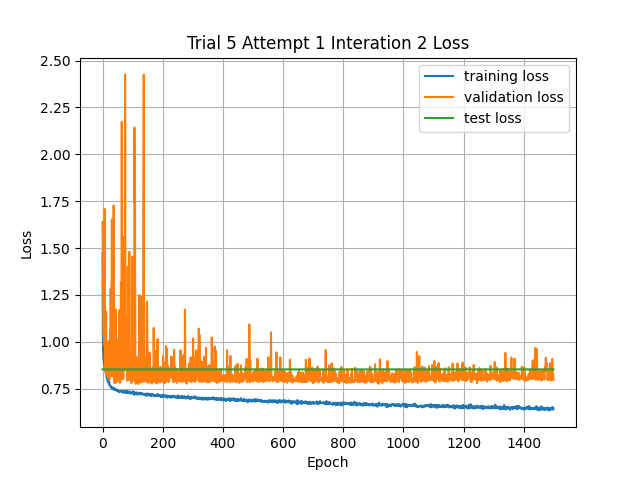 Trial 5 Attempt 1 Interation 2 Loss
training loss
validation loss
test loss
Loss
2.50
2.25
2.00
1.75
1.50
1.25
1.00
0.75
0 200 400 600 800 1000 1200 1400
Epoch